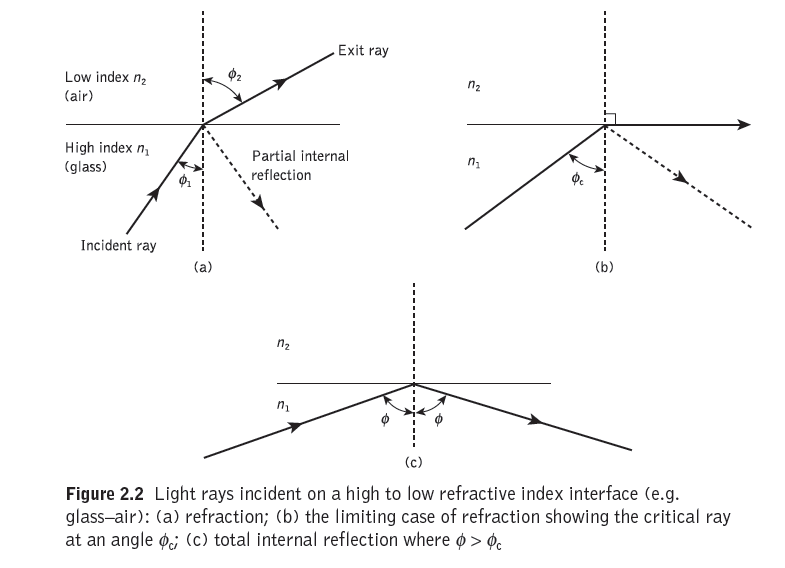 Exit ray
ϕ2
Low index n2
(air)
High index n1
(glass)
Partial internal
reflection
ϕ1
Incident ray
(a)
n2
n1
ϕc
(b)
n2
n1
ϕ ϕ
(c)
Figure 2.2 Light rays incident on a high to low refractive index interface (e.g.
glass–air): (a) refraction; (b) the limiting case of refraction showing the critical ray
at an angle ϕc; (c) total internal reflection where ϕ > ϕc